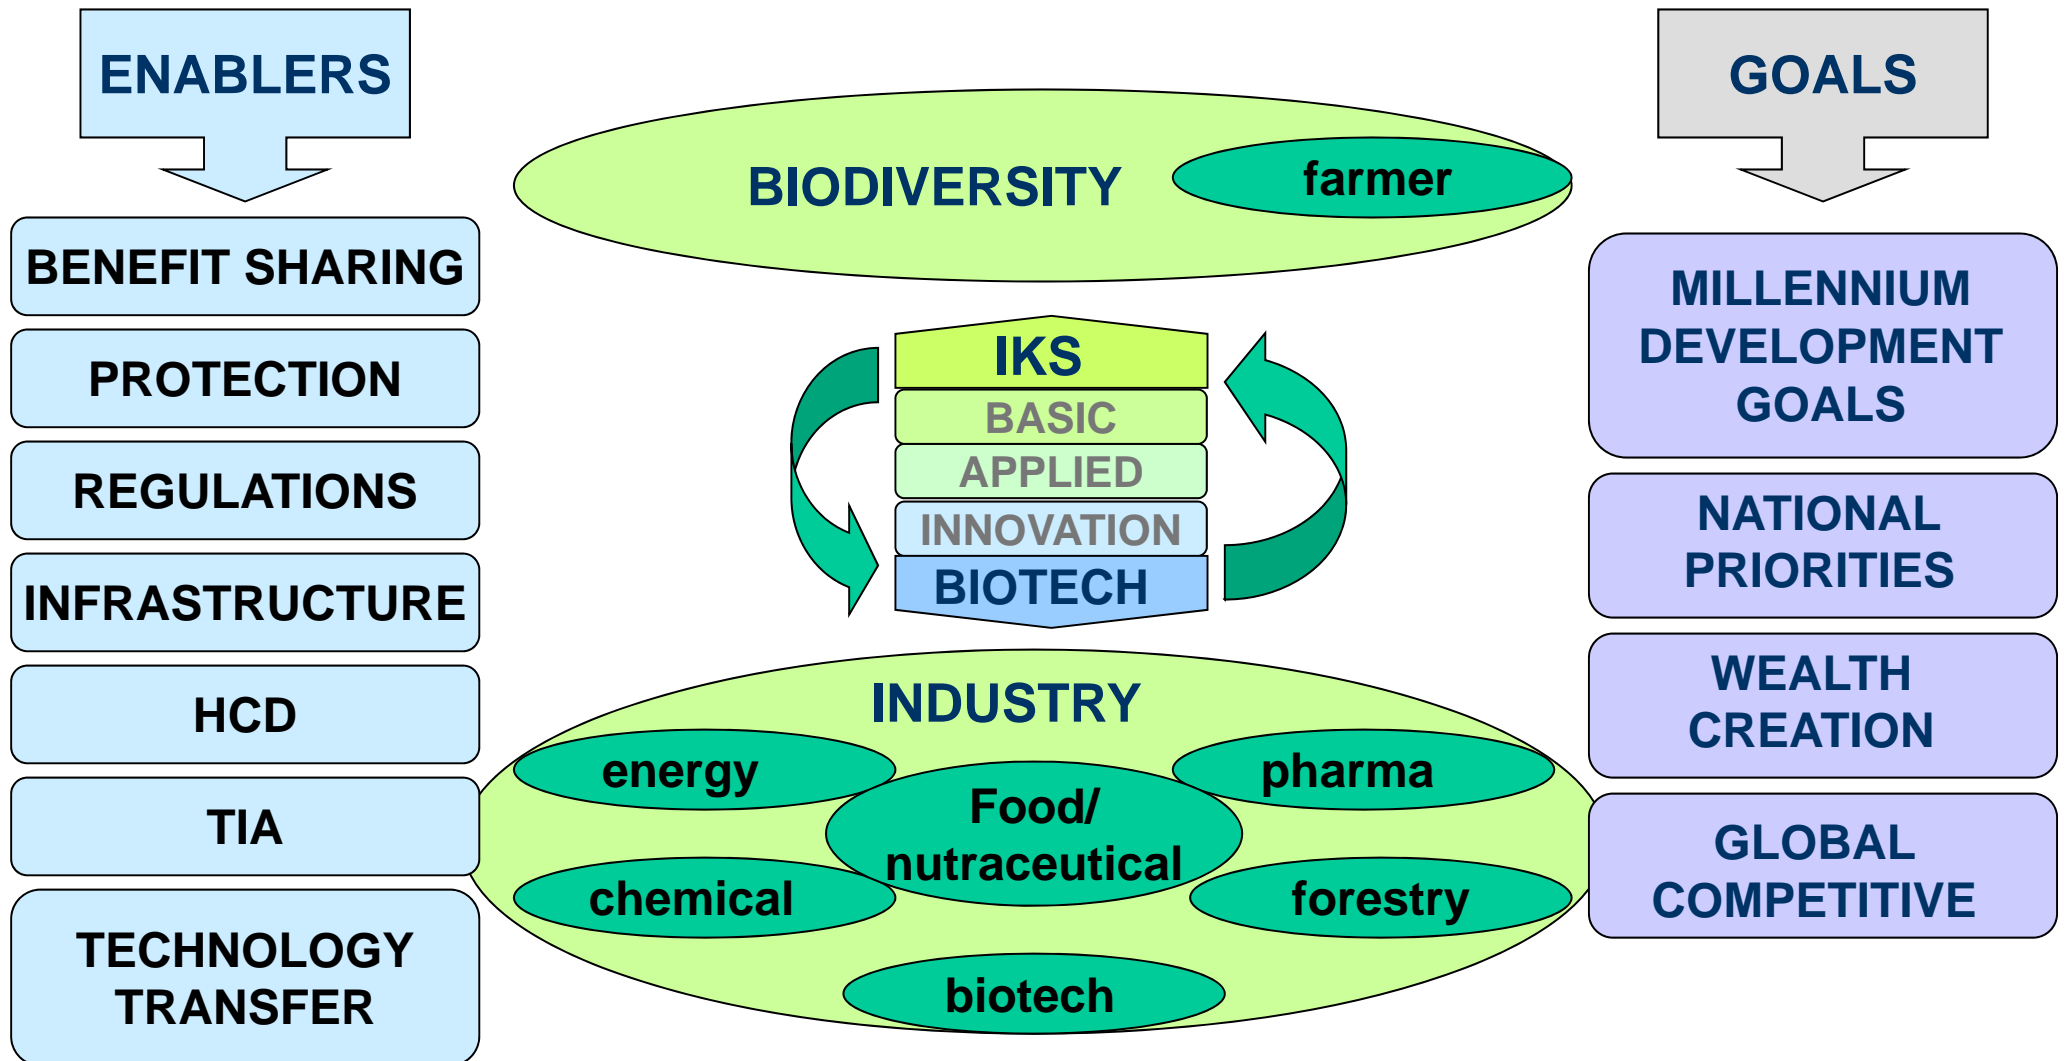 ENABLERS
BENEFIT SHARING
PROTECTION
REGULATIONS
INFRASTRUCTURE
HCD
TIA
TECHNOLOGY
TRANSFER
BIODIVERSITY
farmer
IKS
BASIC
APPLIED
INNOVATION
BIOTECH
INDUSTRY
energy
pharma
Food/
nutraceutical
chemical
forestry
biotech
GOALS
MILLENNIUM
DEVELOPMENT
GOALS
NATIONAL
PRIORITIES
WEALTH
CREATION
GLOBAL
COMPETITIVE